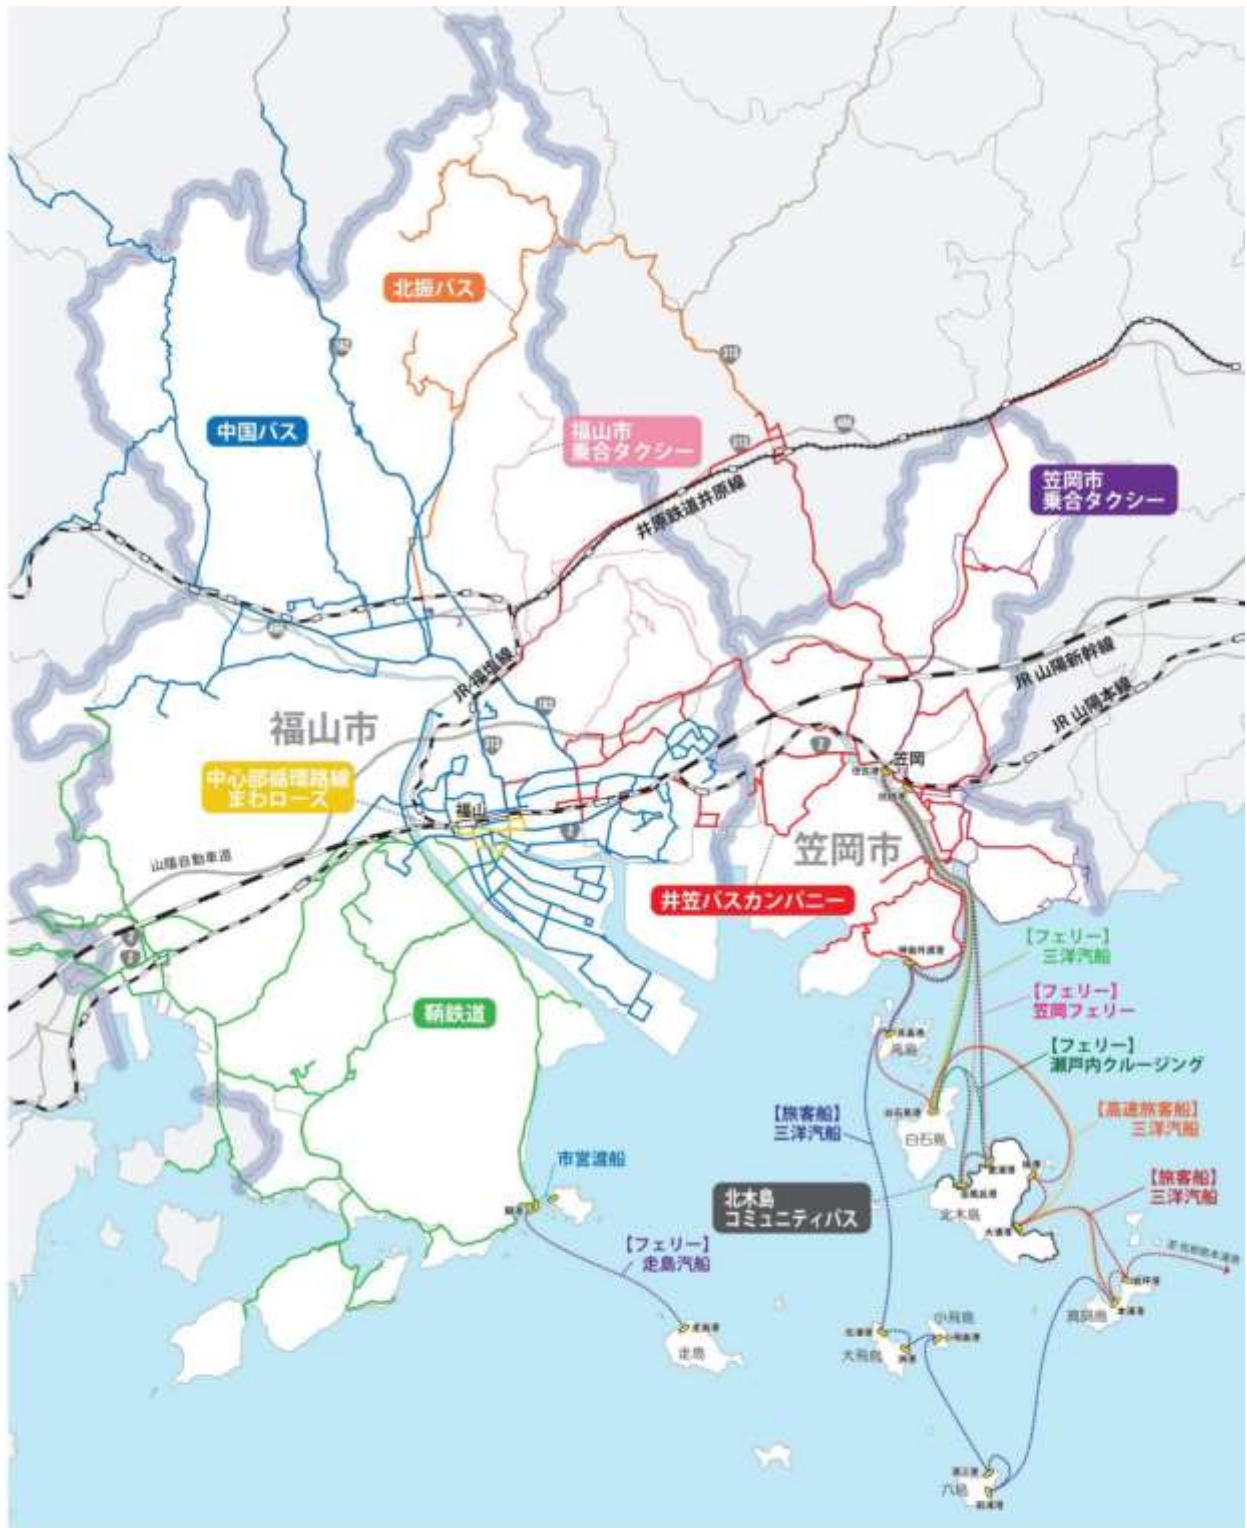 北振バス
中国バス
福山市
乗合タクシー
笠岡市
乗合タクシー
井原鉄道井原線
JR 福塩線
JR 山陽新幹線
JR 山陽本線
福山市
中心部循環路線
まわローズ
福山
笠岡
山陽自動車道
笠岡市
井笠バスカンパニー
鞆鉄道
【フェリー】
三洋汽船
【フェリー】
笠岡フェリー
【フェリー】
瀬戸内クルージング
【旅客船】
三洋汽船
【高速旅客船】
三洋汽船
【旅客船】
三洋汽船
高島
白石島
北木島
市営渡船
北木島
コミュニティバス
【フェリー】
走島汽船
走島
小飛島
大飛島
真鍋島
六島